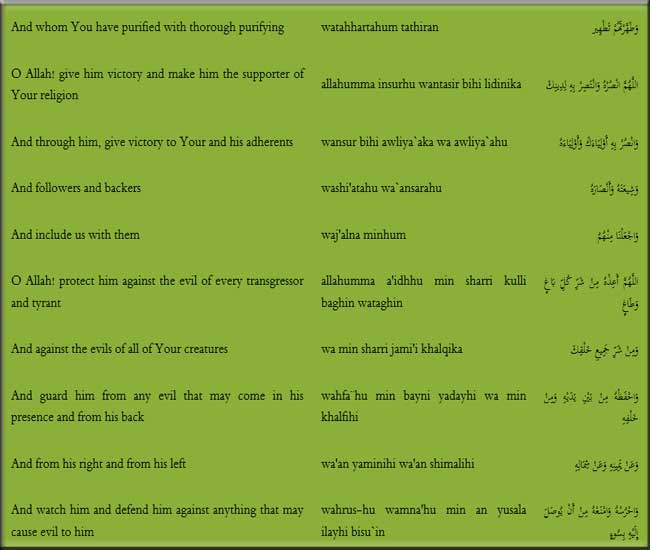 And whom You have purified with thorough purifying watahhartahum tathiran وَطَهَّرْتَهُمْ تَطْهِير
O Allah! give him victory and make him the supporter of
Your religion
allahumma insurhu wantasir bihi lidinika
اللَّهُمَّ انْصُرْهُ وَانْتَصِرْ بِهِ لِدِينِكَ
And through him, give victory to Your and his adherents
wansur bihi awliya`aka wa awliya`ahu
وَانْصُرْ بِهِ أَوْلِيَاءَكَ وَأَوْلِيَاءَهُ
And followers and backers
washi'atahu wa`ansarahu
وَشِيعَتَهُ وَأَنْصَارَهُ
And include us with them
waj'alna minhum
وَاجْعَلْنَا مِنْهُمْ
O Allah! protect him against the evil of every transgressor
and tyrant
allahumma a'idhhu min sharri kulli
baghin wataghin
اللَّهُمَّ أَعِذْهُ مِنْ شَرِّ كُلِّ بَاغٍ
وَطَاغٍ
And against the evils of all of Your creatures
wa min sharri jami'i khalqika
وَمِنْ شَرِّ جَمِيعِ خَلْقِكَ
And guard him from any evil that may come in his
presence and from his back
wahfa¨hu min bayni yadayhi wa min
khalfihi
وَاحْفَظْهُ مِنْ بَيْنِ يَدَيْهِ وَمِنْ
خَلْفِهِ
And from his right and from his left
wa'an yaminihi wa'an shimalihi
وَعَنْ يَمِينِهِ وَعَنْ شِمَالِهِ
And watch him and defend him against anything that may
cause evil to him
wahrus-hu wamna'hu min an yusala
ilayhi bisu`in
وَاحْرُسْهُ وَامْنَعْهُ مِنْ أَنْ يُوصَلَ
إِلَيْهِ بِسُوءٍ